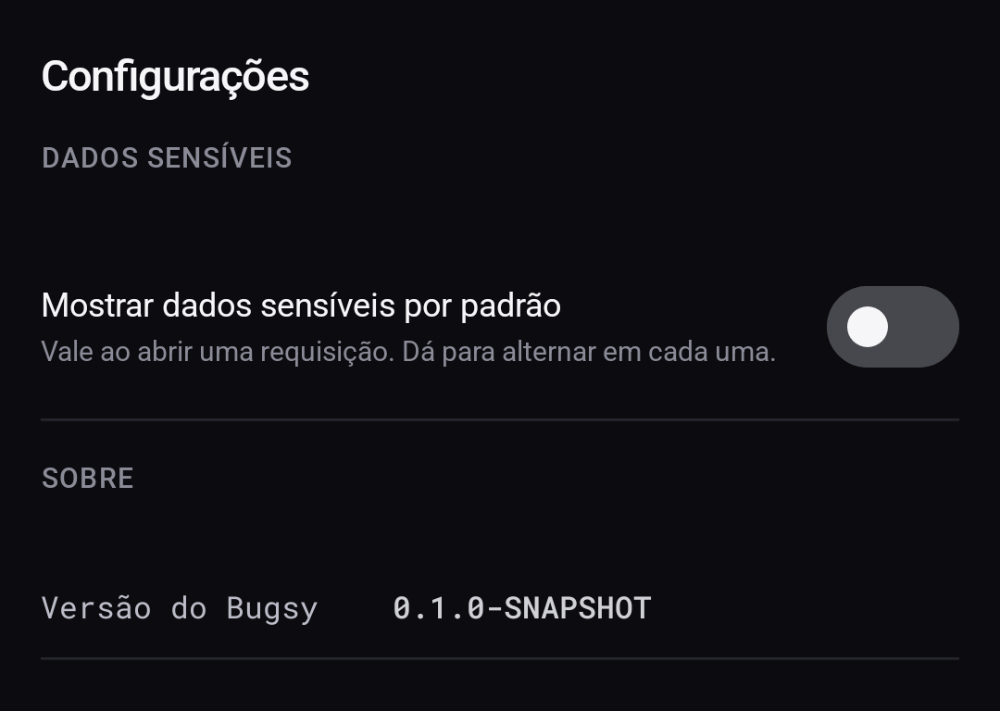 Configurações
DADOS SENSÍVEIS
Mostrar dados sensíveis por padrão
Vale ao abrir uma requisição. Dá para alternar em cada uma.
SOBRE
Versão do Bugsy 0.1.0-SNAPSHOT